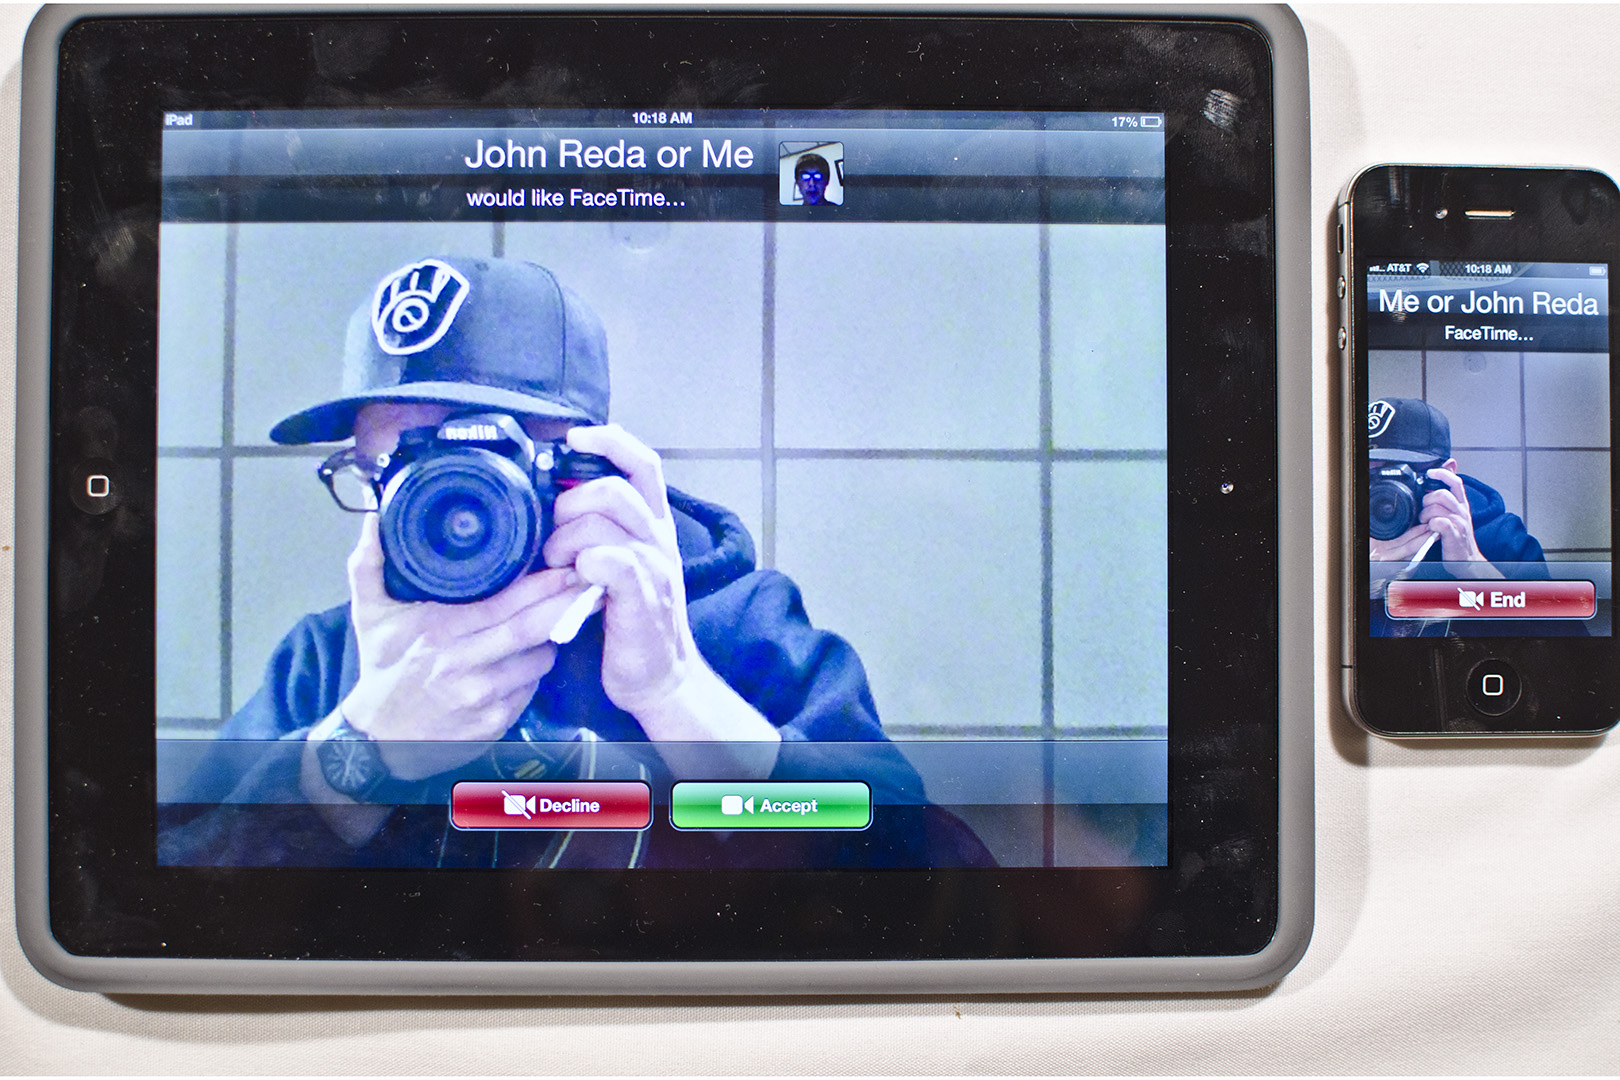 iPad
10:18 AM
17%
John Reda or Me
would like FaceTime...
Nikon
Decline
Accept
AT&T
10:18 AM
Me or John Reda
FaceTime...
Nikon
End